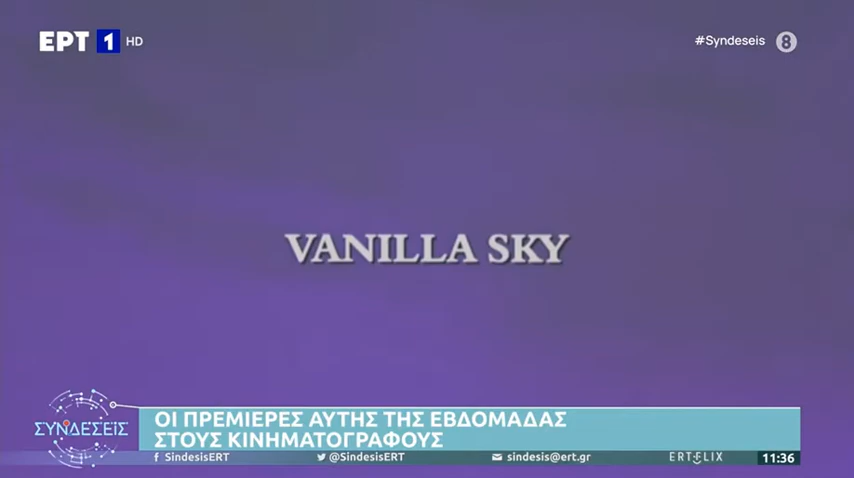 ΕΡΤ 1 HD
#Syndeseis 8
VANILLA SKY
ΣΥΝΔΕΣΕΙΣ
ΟΙ ΠΡΕΜΙΕΡΕΣ ΑΥΤΗΣ ΤΗΣ ΕΒΔΟΜΑΔΑΣ
ΣΤΟΥΣ ΚΙΝΗΜΑΤΟΓΡΑΦΟΥΣ
f SindesisERT @SindesisERT sindesis@ert.gr ERTFLIX 11:36